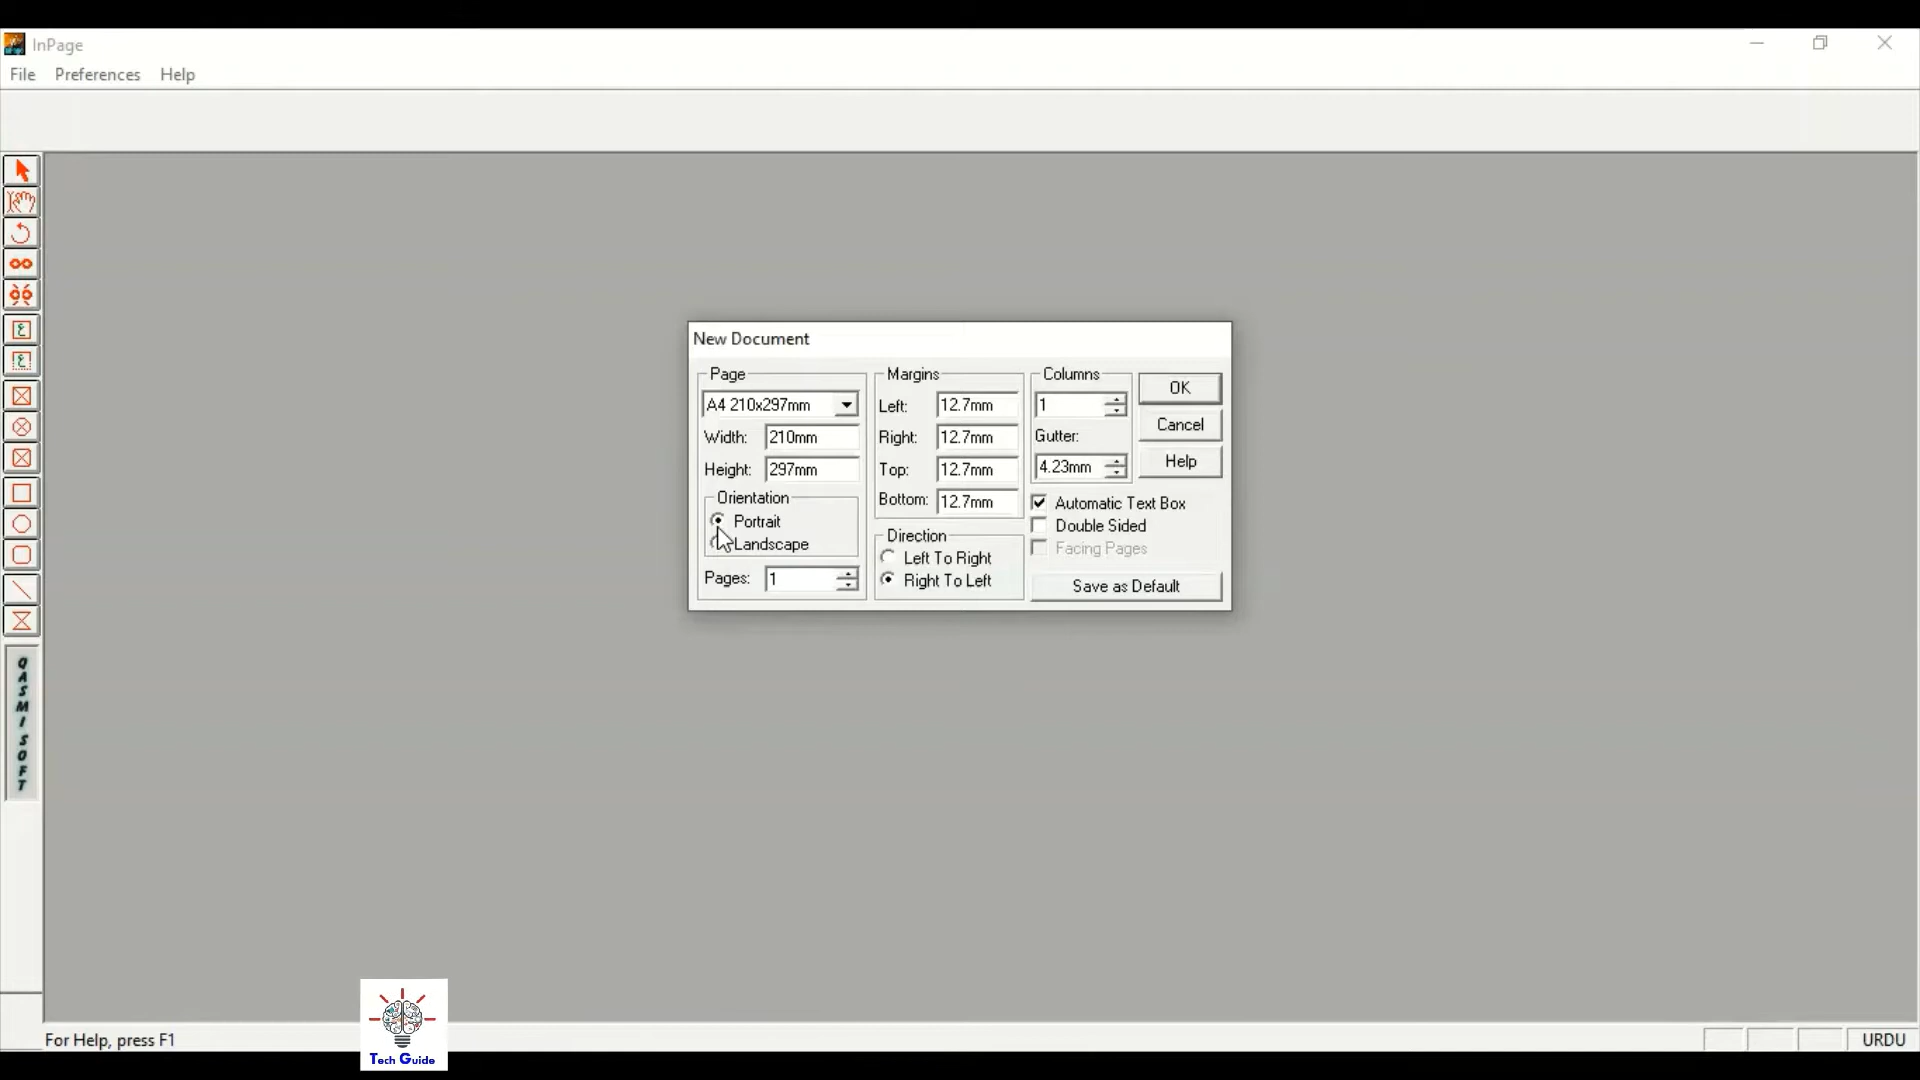 InPage
File Preferences Help
New Document
Page
A4 210x297mm
Width: 210mm
Height: 297mm
Orientation
Portrait
Landscape
Pages: 1
Margins
Left: 12.7mm
Right: 12.7mm
Top: 12.7mm
Bottom: 12.7mm
Direction
Left To Right
Right To Left
Columns
1
Gutter:
4.23mm
OK
Cancel
Help
Automatic Text Box
Double Sided
Facing Pages
Save as Default
QASMI SOFT
Tech Guide
For Help, press F1
URDU